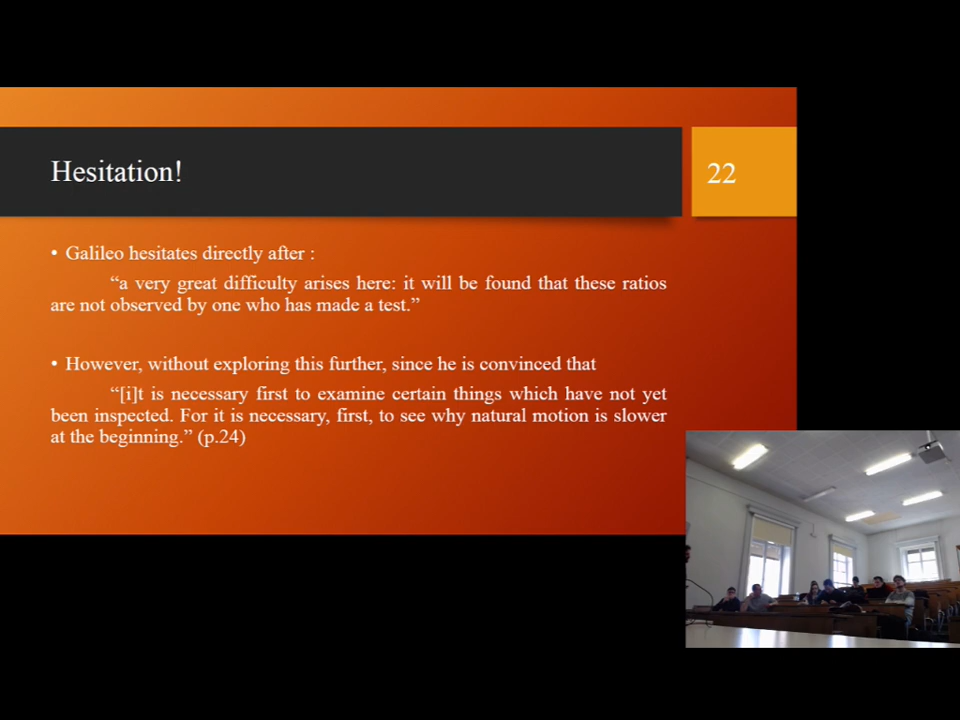 Hesitation!
22
• Galileo hesitates directly after :
“a very great difficulty arises here: it will be found that these ratios
are not observed by one who has made a test.”
• However, without exploring this further, since he is convinced that
“[i]t is necessary first to examine certain things which have not yet
been inspected. For it is necessary, first, to see why natural motion is slower
at the beginning.” (p.24)